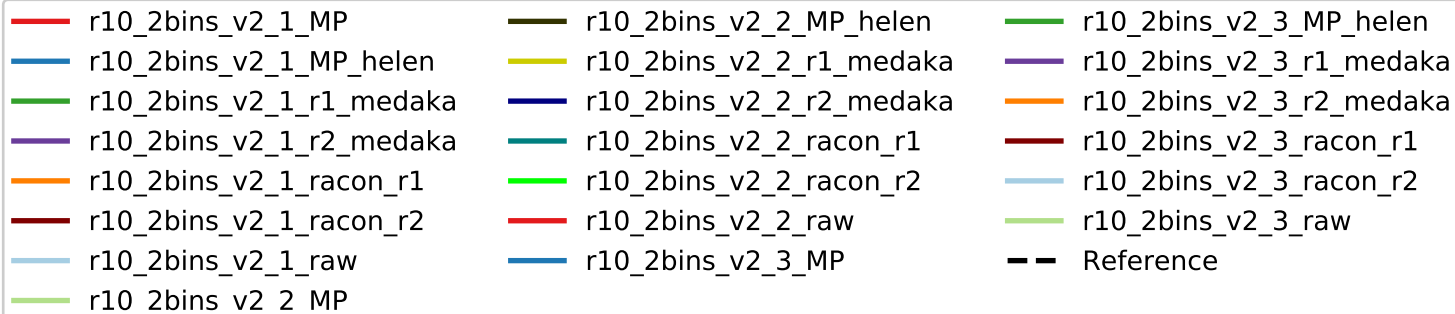 r10_2bins_v2_1_MP
r10_2bins_v2_1_MP_helen
r10_2bins_v2_1_r1_medaka
r10_2bins_v2_1_r2_medaka
r10_2bins_v2_1_racon_r1
r10_2bins_v2_1_racon_r2
r10_2bins_v2_1_raw
r10_2bins_v2_2_MP
r10_2bins_v2_2_MP_helen
r10_2bins_v2_2_r1_medaka
r10_2bins_v2_2_r2_medaka
r10_2bins_v2_2_racon_r1
r10_2bins_v2_2_racon_r2
r10_2bins_v2_2_raw
r10_2bins_v2_3_MP
r10_2bins_v2_3_MP_helen
r10_2bins_v2_3_r1_medaka
r10_2bins_v2_3_r2_medaka
r10_2bins_v2_3_racon_r1
r10_2bins_v2_3_racon_r2
r10_2bins_v2_3_raw
Reference